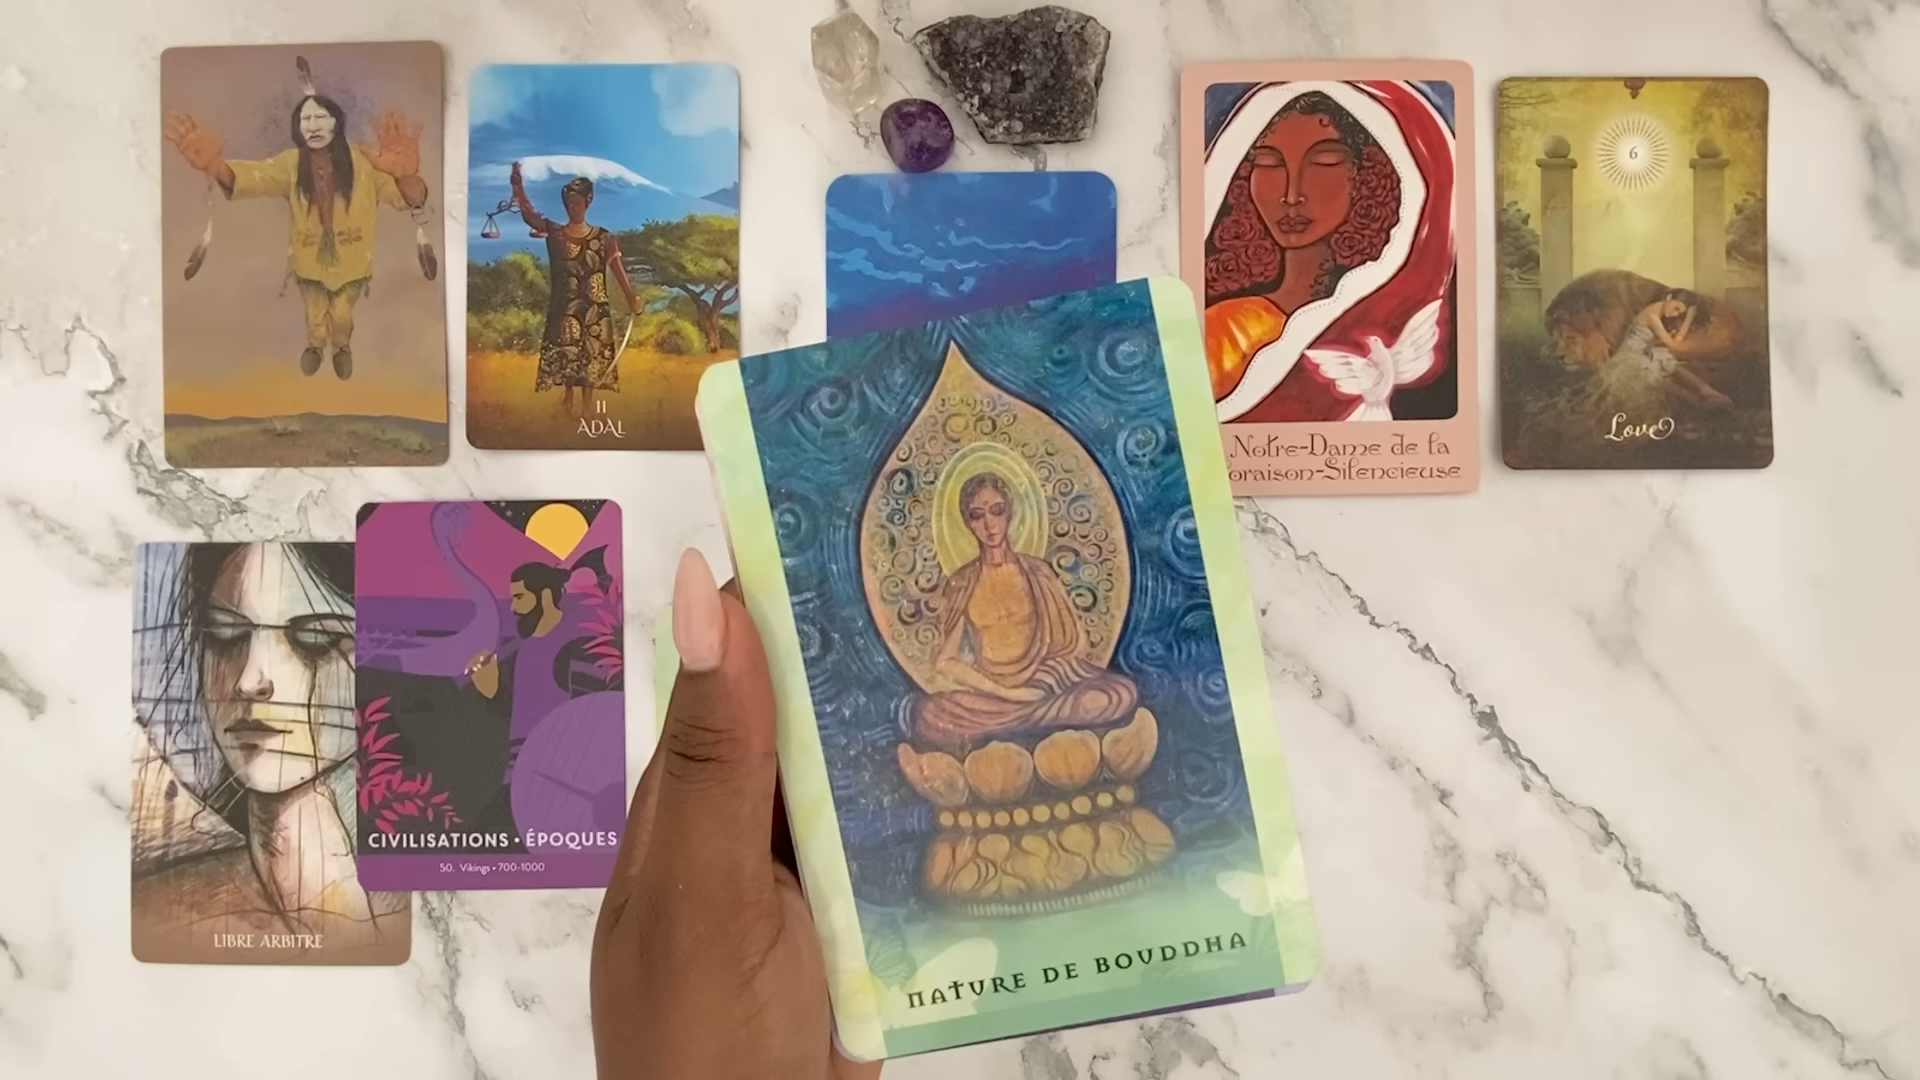 11
ADAL
6
Love
Notre-Dame de la
oraison-Silencieuse
LIBRE ARBITRE
CIVILISATIONS • ÉPOQUES
50. Vikings • 700-1000
NATURE DE BOUDDHA